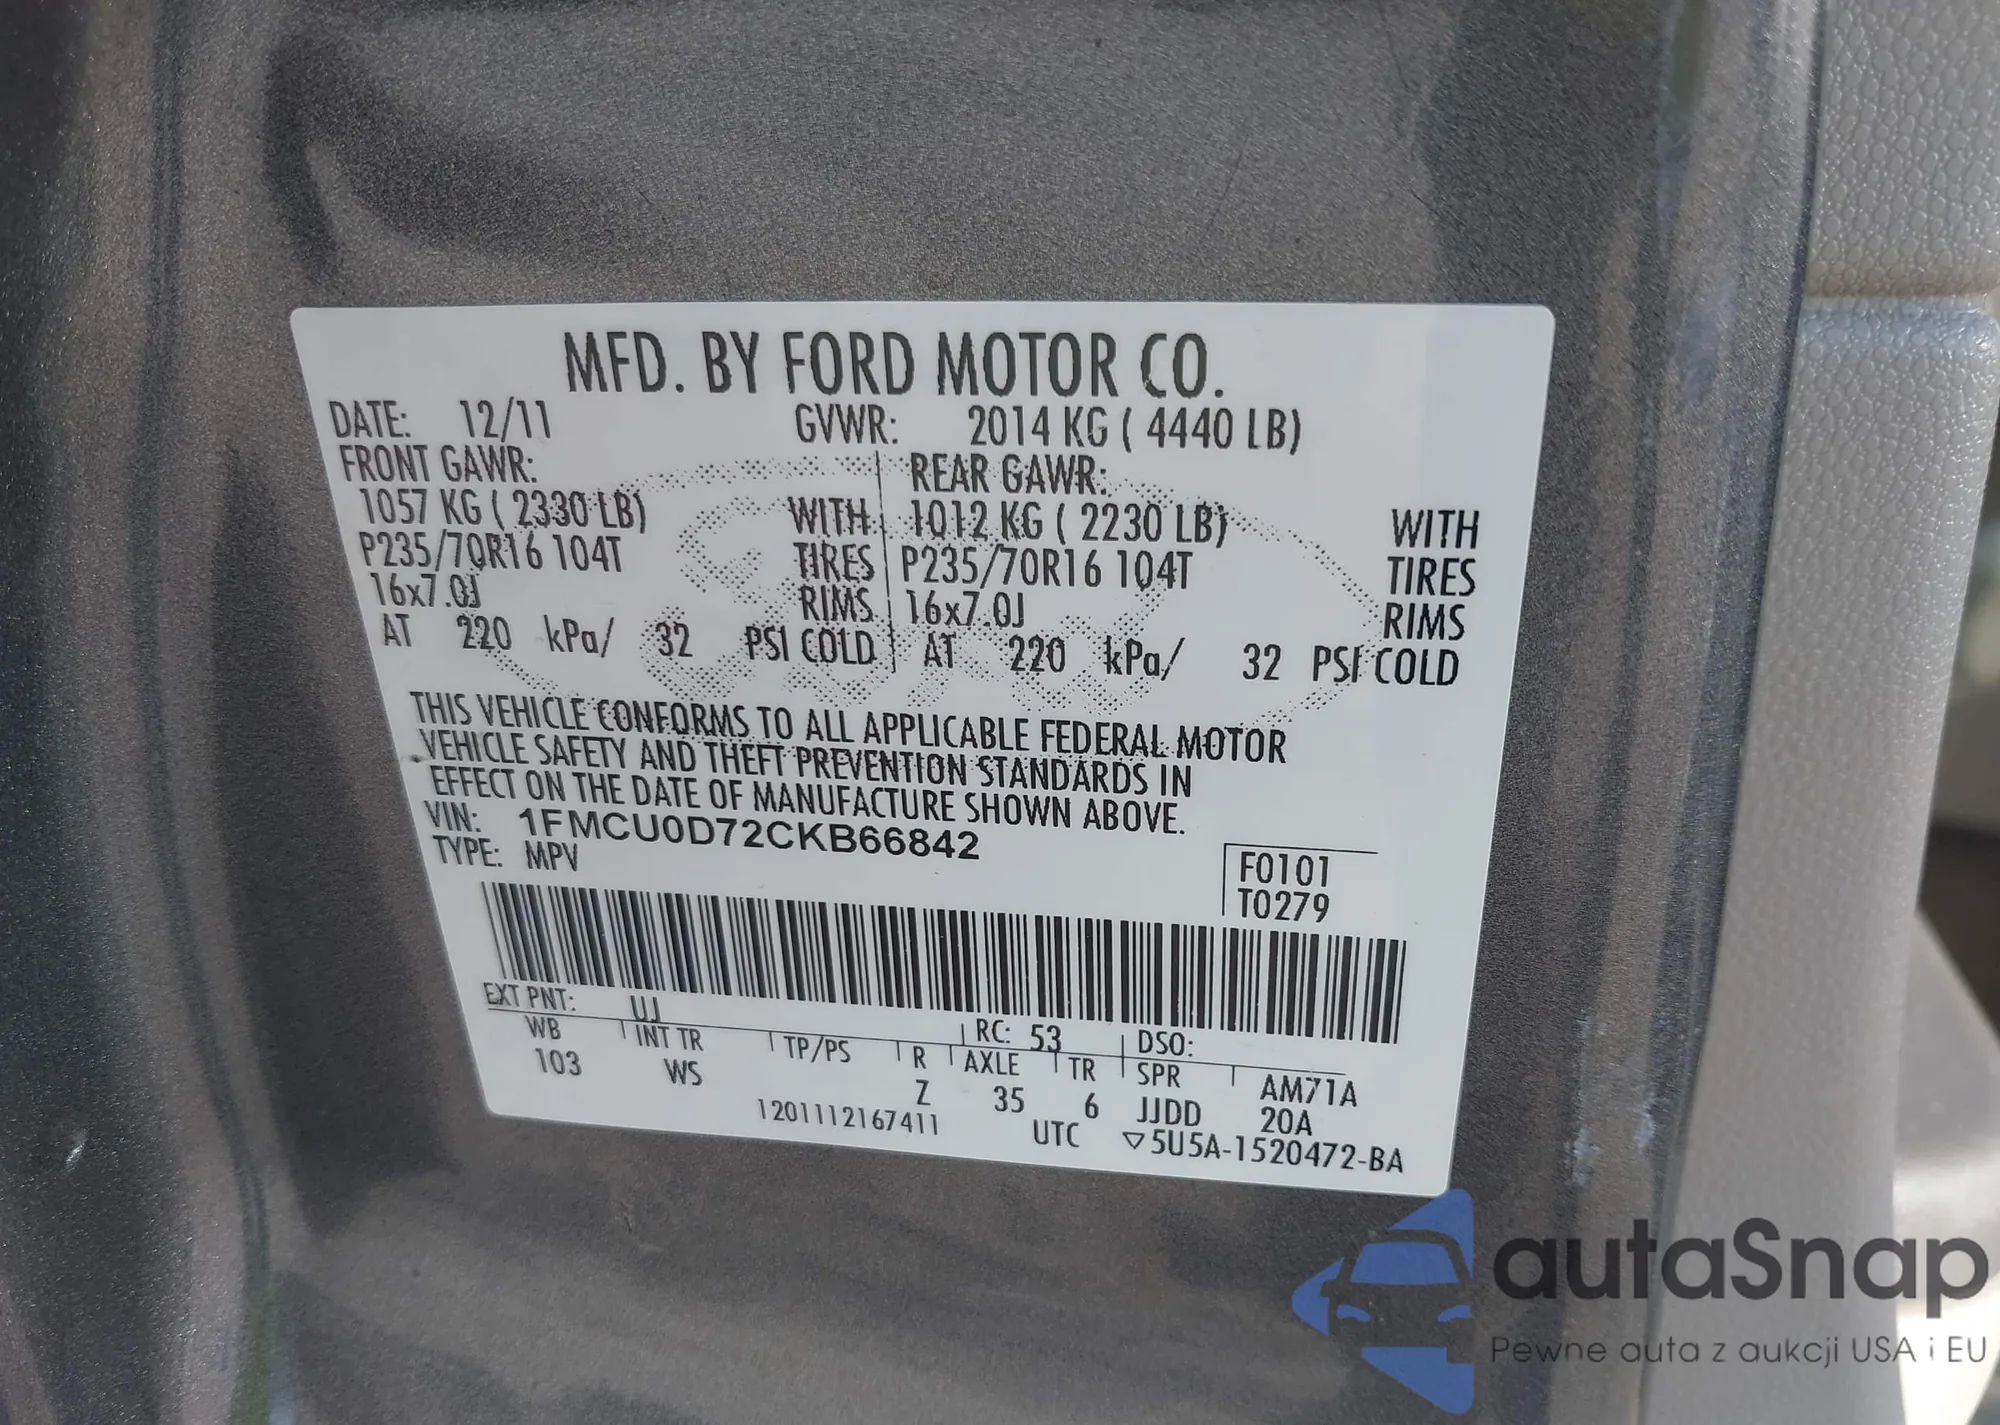 MFD. BY FORD MOTOR CO.
DATE: 12/11 GVWR: 2014 KG ( 4440 LB)
FRONT GAWR: REAR GAWR:
1057 KG ( 2330 LB) WITH 1012 KG ( 2230 LB) WITH
P235/70R16 104T TIRES P235/70R16 104T TIRES
16x7.0J RIMS 16x7.0J RIMS
AT 220 kPa/ 32 PSI COLD AT 220 kPa/ 32 PSI COLD
THIS VEHICLE CONFORMS TO ALL APPLICABLE FEDERAL MOTOR
VEHICLE SAFETY AND THEFT PREVENTION STANDARDS IN
EFFECT ON THE DATE OF MANUFACTURE SHOWN ABOVE.
VIN: 1FMCU0D72CKB66842
TYPE: MPV
F0101
T0279
EXT PNT: UJ RC: 53 DSO:
WB INT TR TP/PS R AXLE TR SPR AM71A
103 WS Z 35 6 JJDD 20A
1201112167411 UTC ▽5U5A-1520472-BA
autaSnap
Pewne auta z aukcji USA i EU